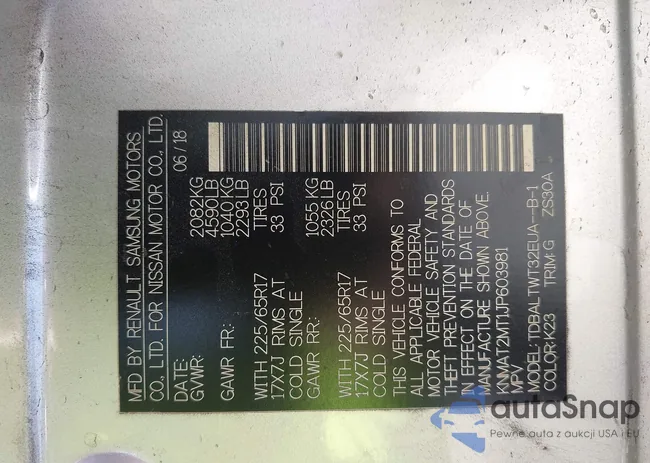 MFD BY RENAULT SAMSUNG MOTORS
CO. LTD. FOR NISSAN MOTOR CO., LTD.
DATE: 06/18
GVWR: 2082KG
4590LB
GAWR FR: 1040KG
2293LB
WITH 225/65R17 TIRES
17X7J RIMS AT 33 PSI
COLD SINGLE
GAWR RR: 1055 KG
2326LB
WITH 225/65R17 TIRES
17X7J RIMS AT 33 PSI
COLD SINGLE
THIS VEHICLE CONFORMS TO
ALL APPLICABLE FEDERAL
MOTOR VEHICLE SAFETY AND
THEFT PREVENTION STANDARDS
IN EFFECT ON THE DATE OF
MANUFACTURE SHOWN ABOVE.
KNMAT2MT1JP603981
MPV
MODEL:TDBALTWT32EUA--B-1
COLOR:K23 TRIM:G ZS30A
autaSnap
Pewne auta z aukcji USA i EU